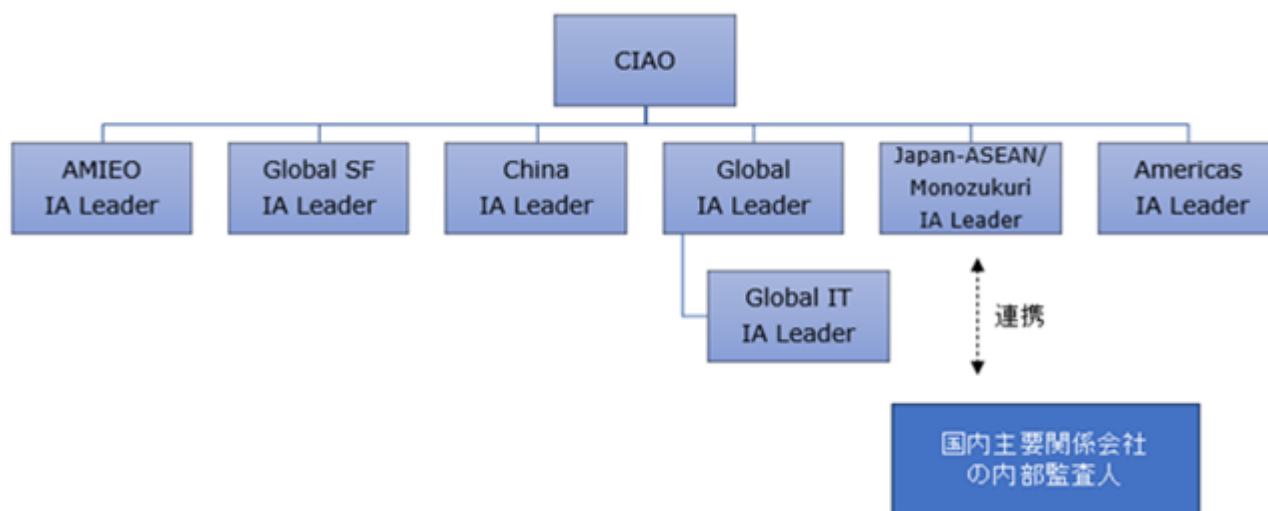 CIAO
AMIEO
IA Leader
Global SF
IA Leader
China
IA Leader
Global
IA Leader
Japan-ASEAN/
Monozukuri
IA Leader
Americas
IA Leader
Global IT
IA Leader
連携
国内主要関係会社
の内部監査人